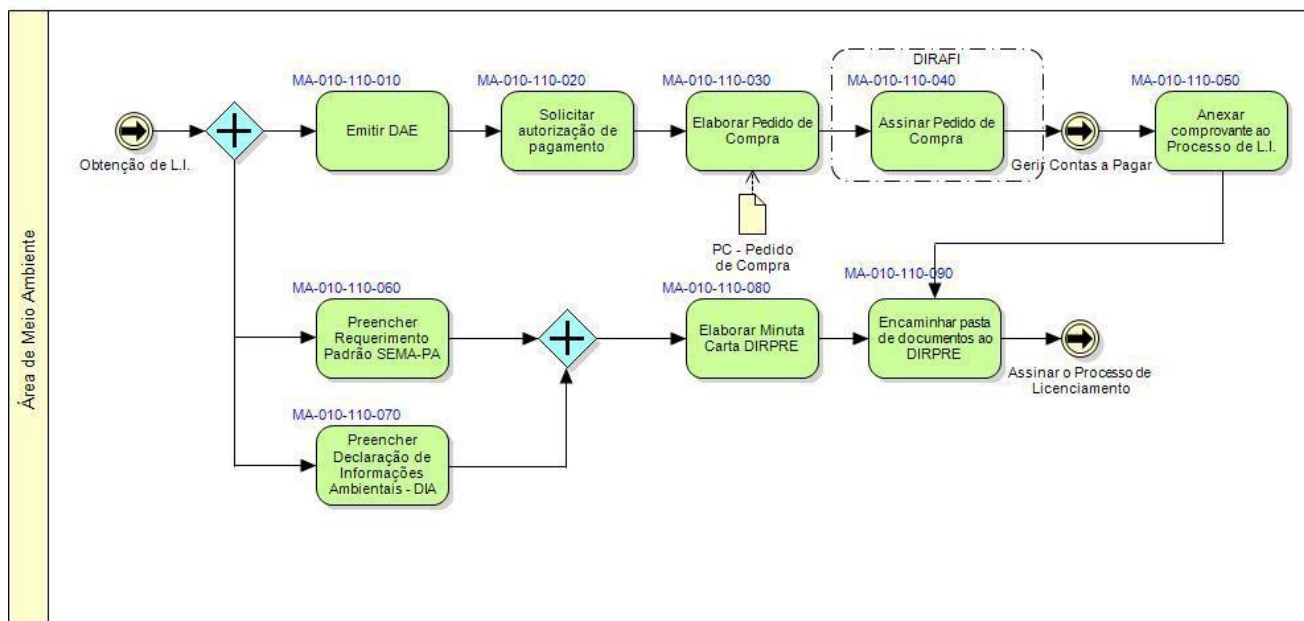 Área de Meio Ambiente
Obtenção de L.I.
MA-010-110-010
Emitir DAE
MA-010-110-020
Solicitar
autorização de
pagamento
MA-010-110-030
Elaborar Pedido de
Compra
PC - Pedido
de Compra
DIRAFI
MA-010-110-040
Assinar Pedido de
Compra
Gerir Contas a Pagar
MA-010-110-050
Anexar
comprovante ao
Processo de L.I.
MA-010-110-060
Preencher
Requerimento
Padrão SEMA-PA
MA-010-110-070
Preencher
Declaração de
Informações
Ambientais - DIA
MA-010-110-080
Elaborar Minuta
Carta DIRPRE
MA-010-110-090
Encaminhar pasta
de documentos ao
DIRPRE
Assinar o Processo de
Licenciamento